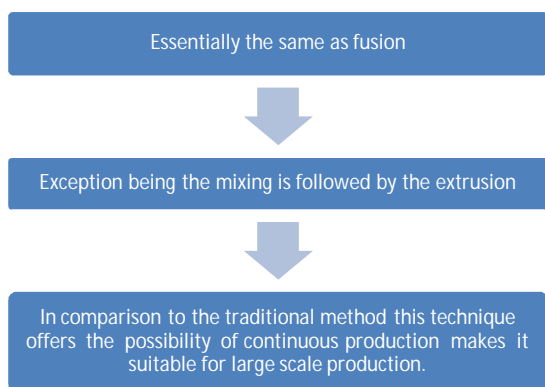 Essentially the same as fusion
Exception being the mixing is followed by the extrusion
In comparison to the traditional method this technique
offers the possibility of continuous production makes it
suitable for large scale production.